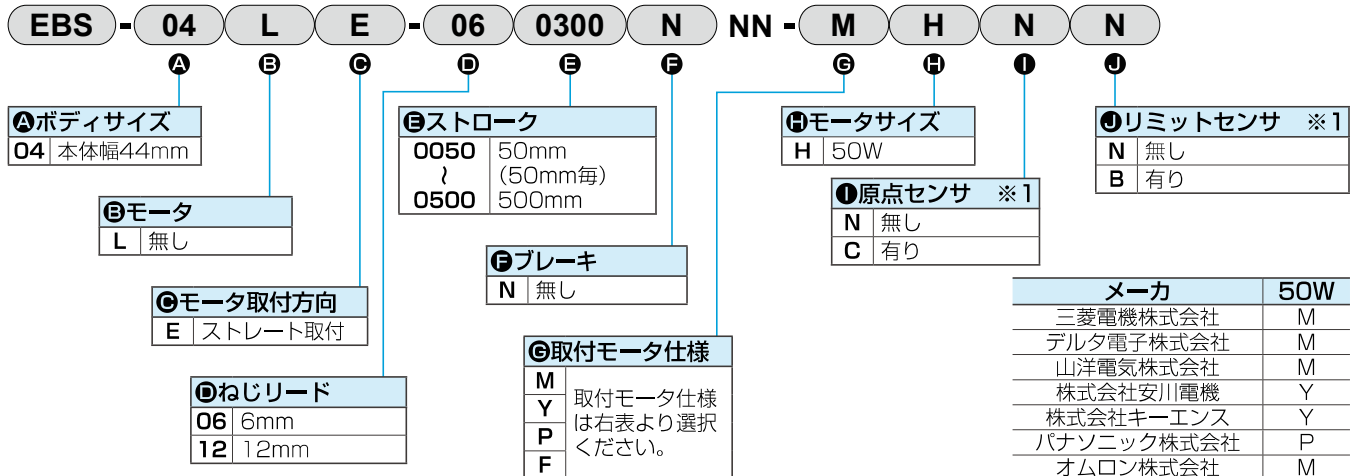 EBS - 04 L E - 06 0300 N NN - M H N N
A B C D E F G H I J
Aボディサイズ
04 本体幅44mm
Bモータ
L 無し
Cモータ取付方向
E ストレート取付
Dねじリード
06 6mm
12 12mm
Eストローク
0050 50mm
〜 (50mm毎)
0500 500mm
Fブレーキ
N 無し
G取付モータ仕様
M
Y
P
F
取付モータ仕様
は右表より選択
ください。
Hモータサイズ
H 50W
I原点センサ ※1
N 無し
C 有り
Jリミットセンサ ※1
N 無し
B 有り
メーカ 50W
三菱電機株式会社 M
デルタ電子株式会社 M
山洋電気株式会社 M
株式会社安川電機 Y
株式会社キーエンス Y
パナソニック株式会社 P
オムロン株式会社 M